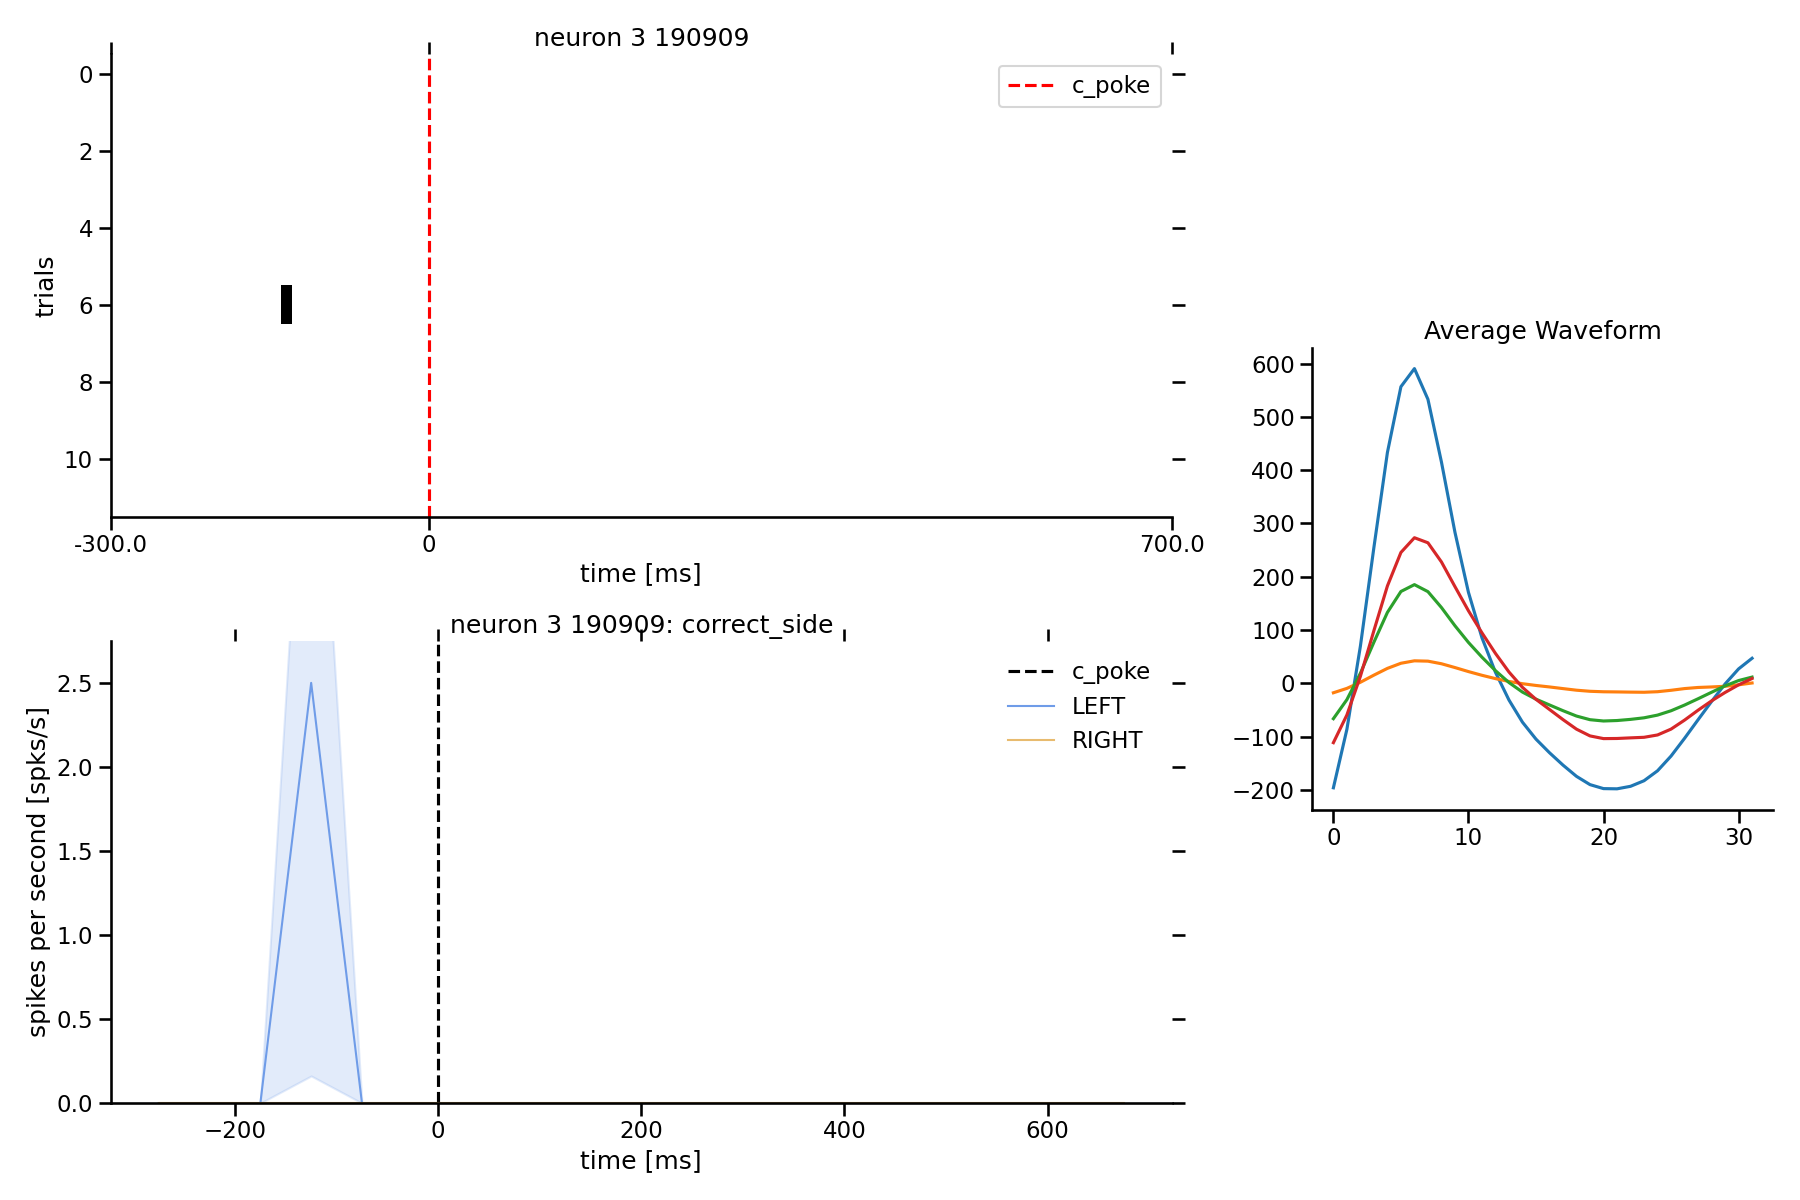 neuron 3 190909
c_poke
0
2
4
6
8
10
trials
-300.0 0 700.0
time [ms]
neuron 3 190909: correct_side
c_poke
LEFT
RIGHT
2.5
2.0
1.5
1.0
0.5
0.0
spikes per second [spks/s]
−200 0 200 400 600
time [ms]
Average Waveform
600
500
400
300
200
100
0
−100
−200
0 10 20 30